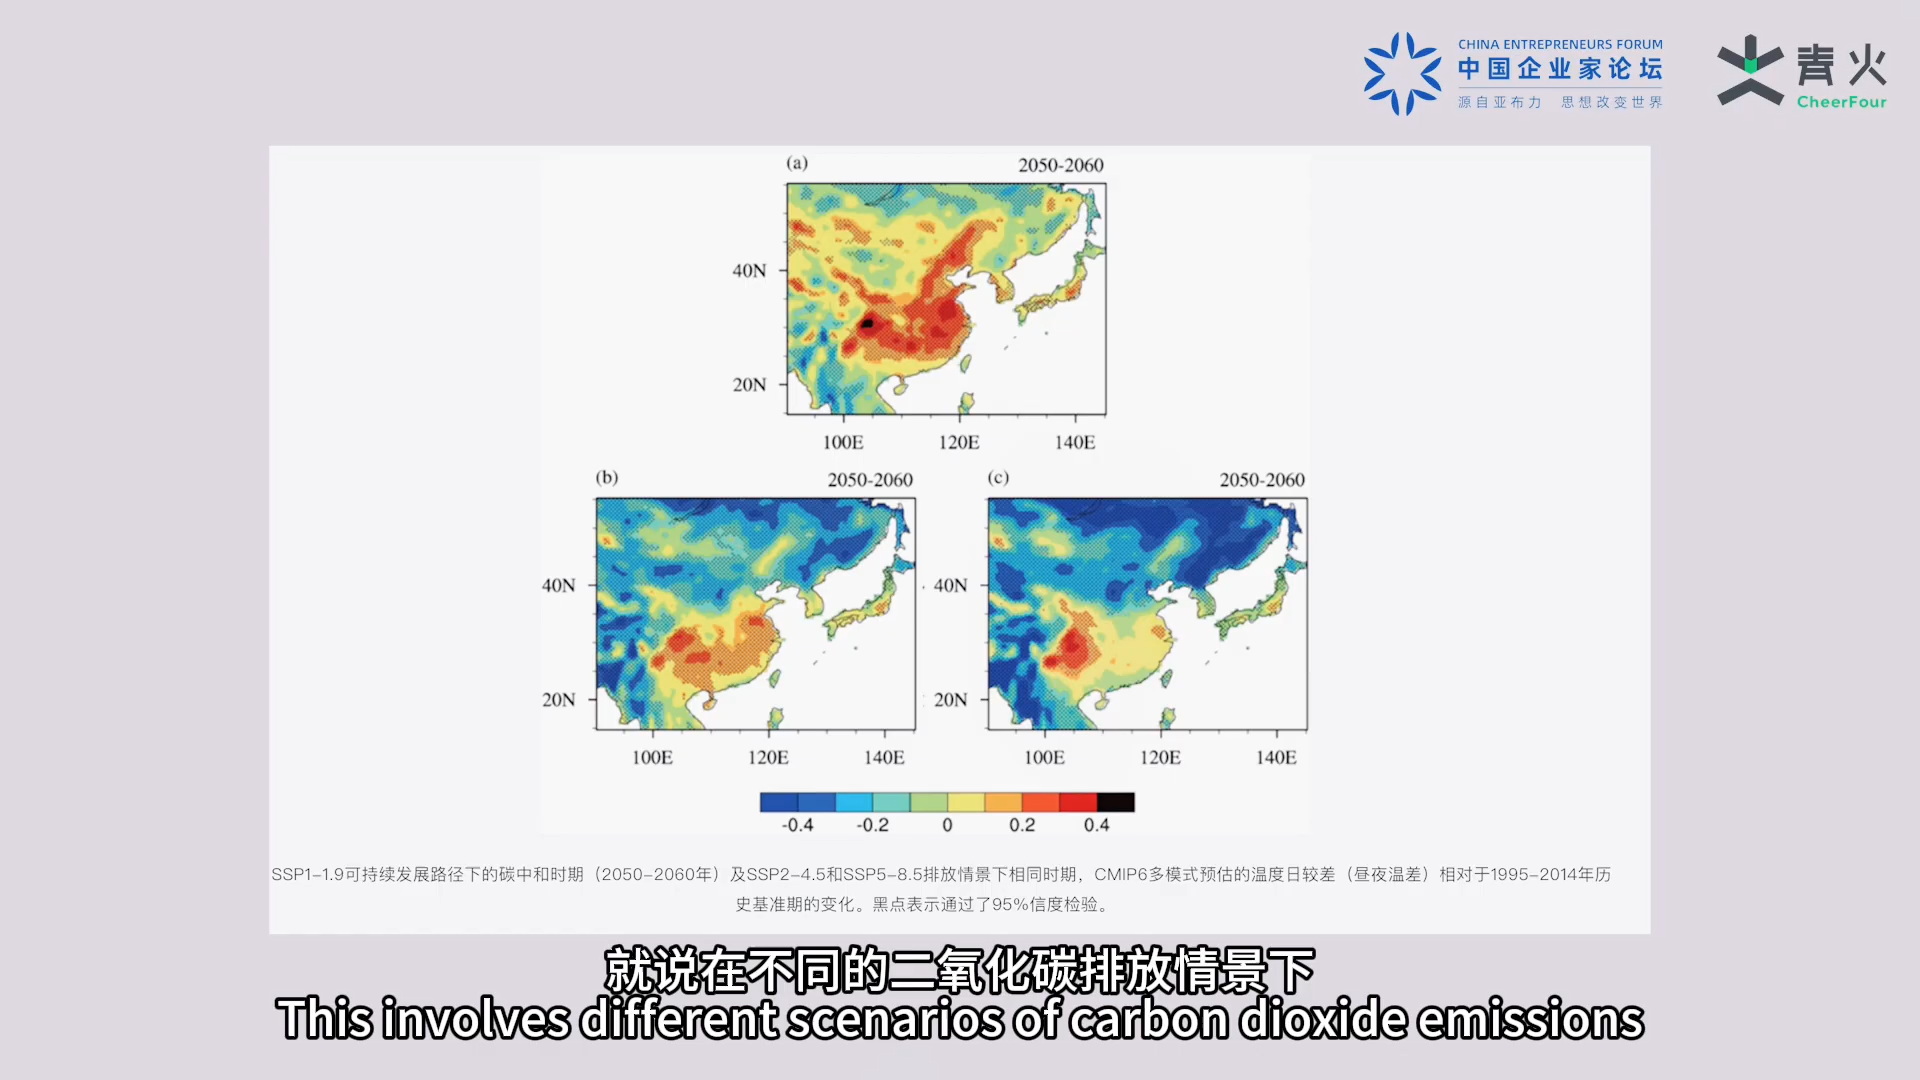 CHINA ENTREPRENEURS FORUM
中国企业家论坛
源自亚布力 思想改变世界
青火
CheerFour
(a) 2050-2060
40N
20N
100E 120E 140E
(b) 2050-2060
40N
20N
100E 120E 140E
(c) 2050-2060
40N
20N
100E 120E 140E
-0.4 -0.2 0 0.2 0.4
SSP1-1.9可持续发展路径下的碳中和时期（2050-2060年）及SSP2-4.5和SSP5-8.5排放情景下相同时期，CMIP6多模式预估的温度日较差（昼夜温差）相对于1995-2014年历
史基准期的变化。黑点表示通过了95%信度检验。
就说在不同的二氧化碳排放情景下
This involves different scenarios of carbon dioxide emissions